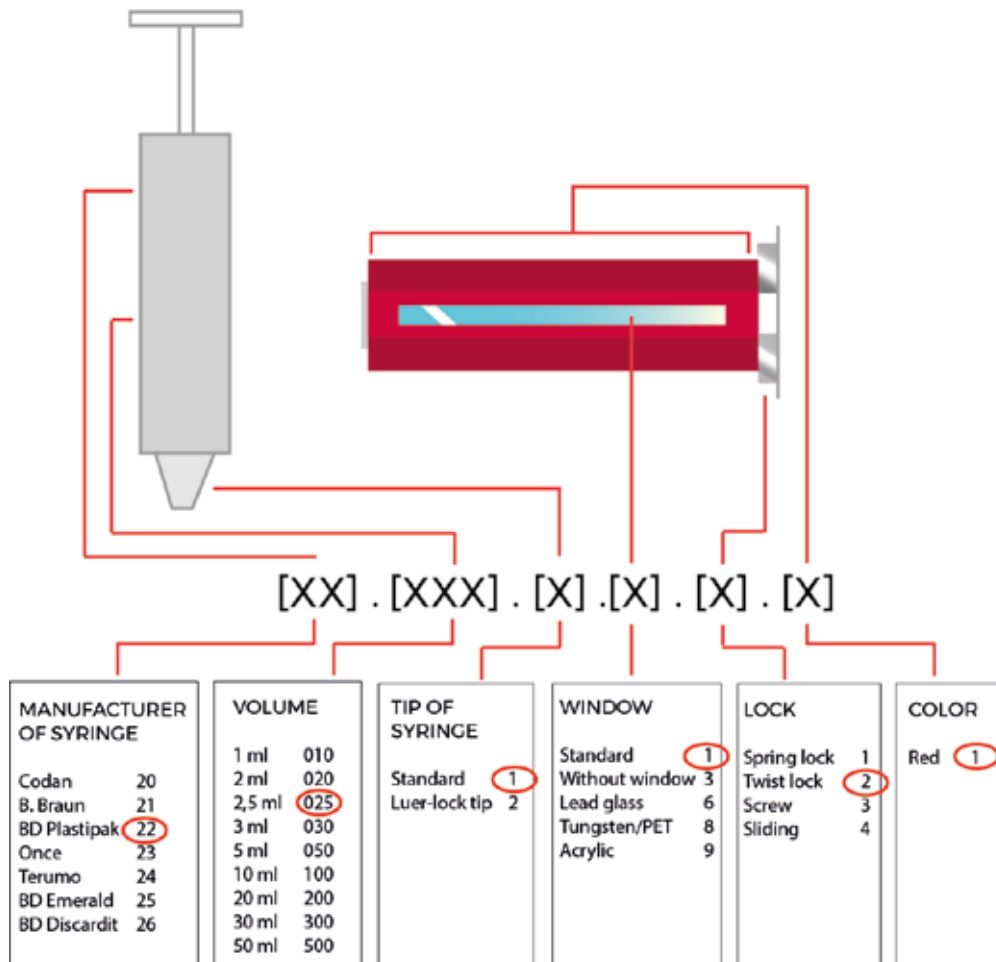 [XX] . [XXX] . [X] .[X] . [X] . [X]
MANUFACTURER
OF SYRINGE
Codan 20
B. Braun 21
BD Plastipak 22
Once 23
Terumo 24
BD Emerald 25
BD Discardit 26
VOLUME
1 ml 010
2 ml 020
2,5 ml 025
3 ml 030
5 ml 050
10 ml 100
20 ml 200
30 ml 300
50 ml 500
TIP OF
SYRINGE
Standard 1
Luer-lock tip 2
WINDOW
Standard 1
Without window 3
Lead glass 6
Tungsten/PET 8
Acrylic 9
LOCK
Spring lock 1
Twist lock 2
Screw 3
Sliding 4
COLOR
Red 1